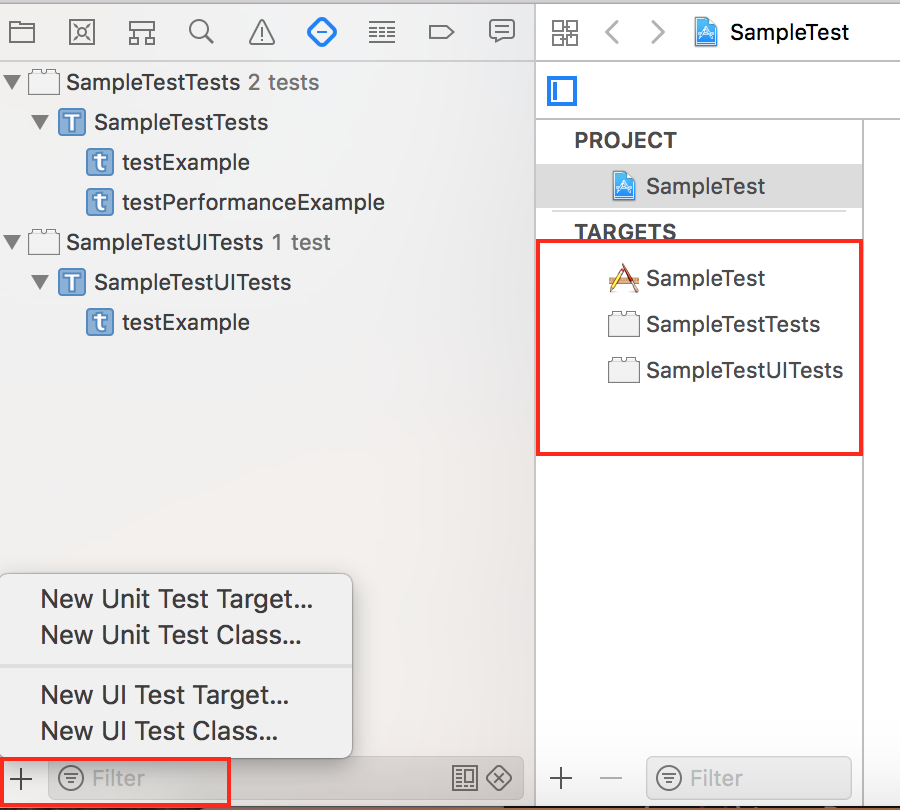 SampleTestTests 2 tests
SampleTestTests
testExample
testPerformanceExample
SampleTestUITests 1 test
SampleTestUITests
testExample
New Unit Test Target...
New Unit Test Class...
New UI Test Target...
New UI Test Class...
Filter
SampleTest
PROJECT
SampleTest
TARGETS
SampleTest
SampleTestTests
SampleTestUITests
Filter